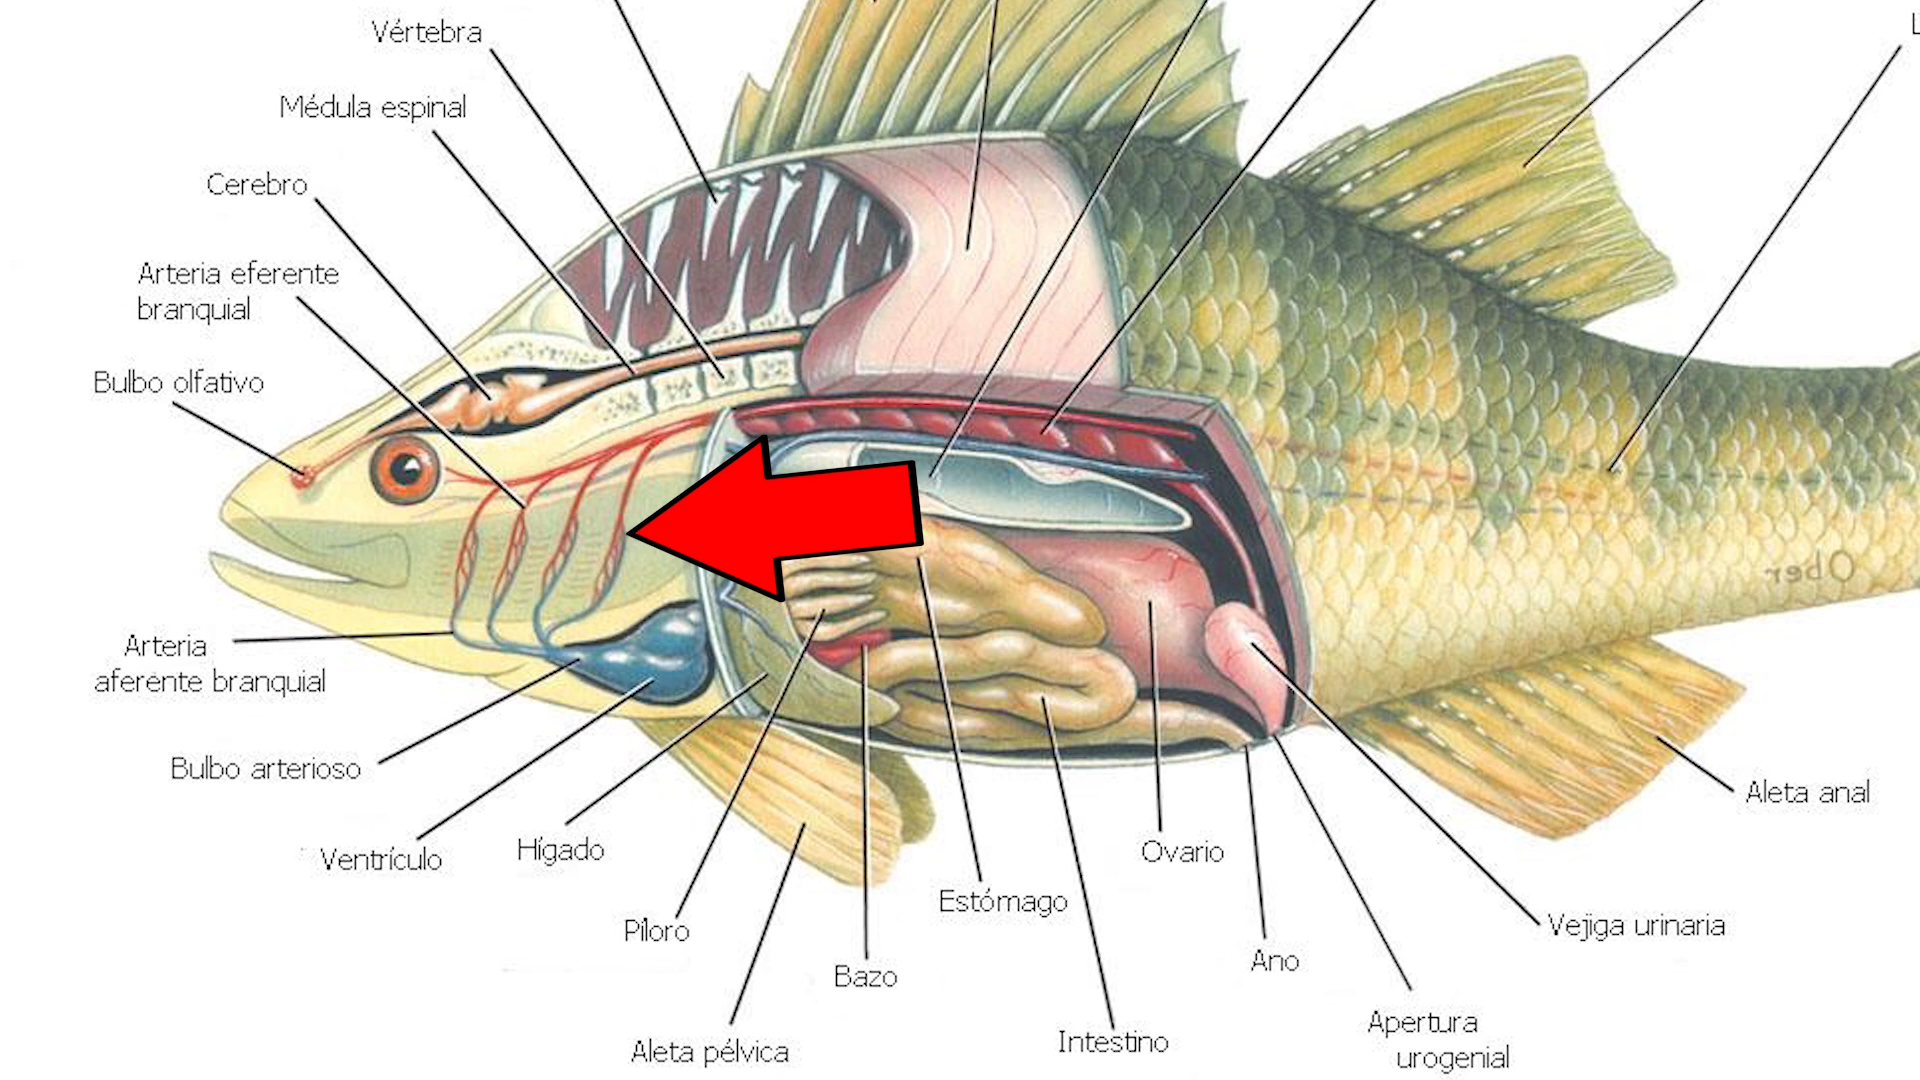 Vértebra
Médula espinal
Cerebro
Arteria eferente
branquial
Bulbo olfativo
Arteria
aferente branquial
Bulbo arterioso
Ventrículo
Hígado
Píloro
Aleta pélvica
Bazo
Estómago
Intestino
Ovario
Ano
Apertura
urogenial
Vejiga urinaria
Aleta anal
Ober